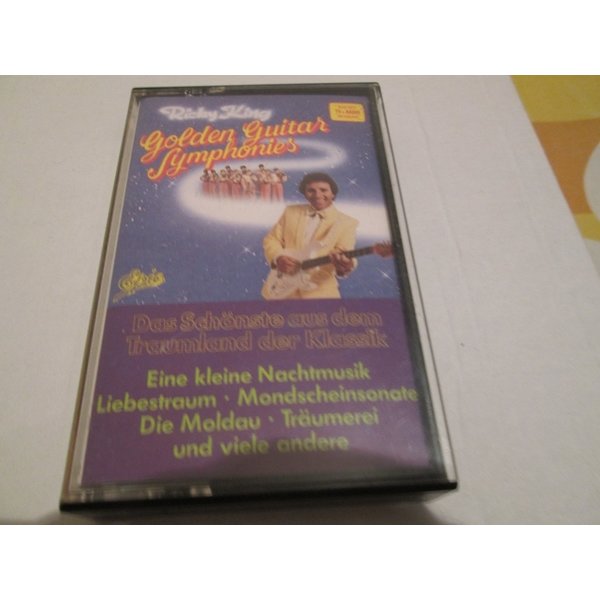 Ricky King
Golden Guitar
Symphonies
Epic
Das Schönste aus dem
Traumland der Klassik
Eine kleine Nachtmusik
Liebestraum · Mondscheinsonate
Die Moldau · Träumerei
und viele andere